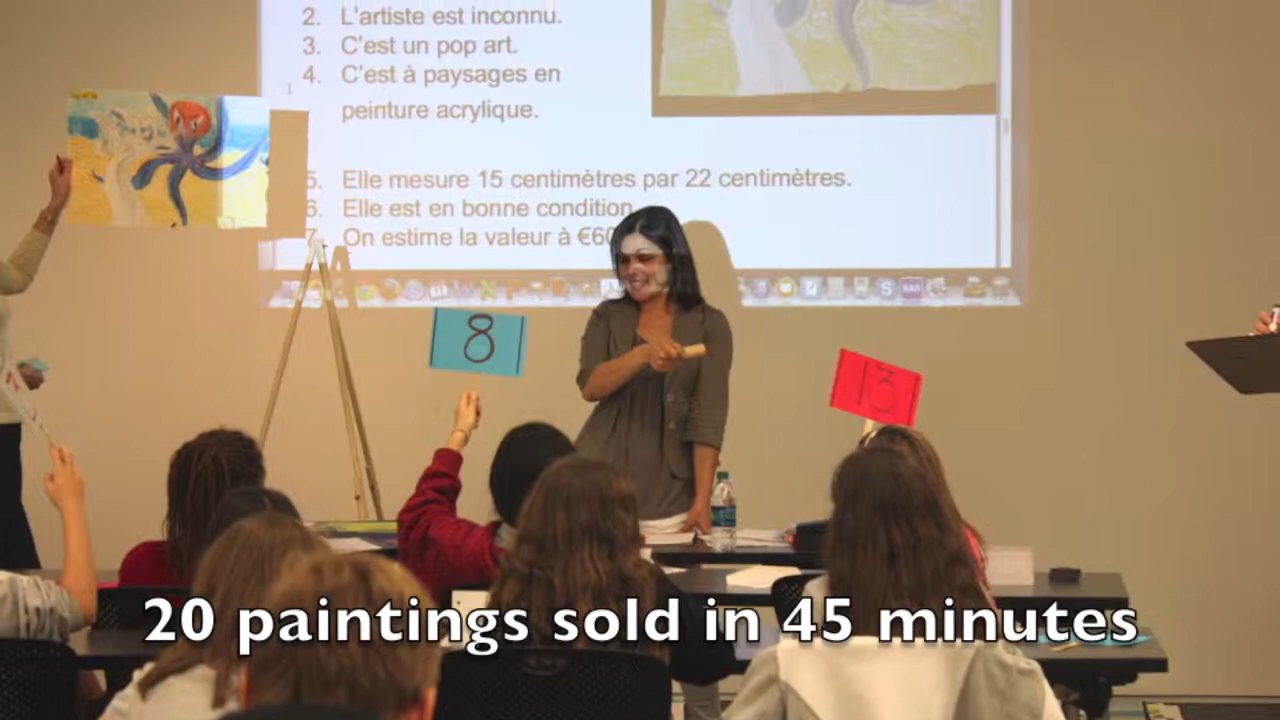 2. L'artiste est inconnu.
3. C'est un pop art.
4. C'est à paysages en
peinture acrylique.
5. Elle mesure 15 centimètres par 22 centimètres.
6. Elle est en bonne condition
7. On estime la valeur à €60
8
13
20 paintings sold in 45 minutes